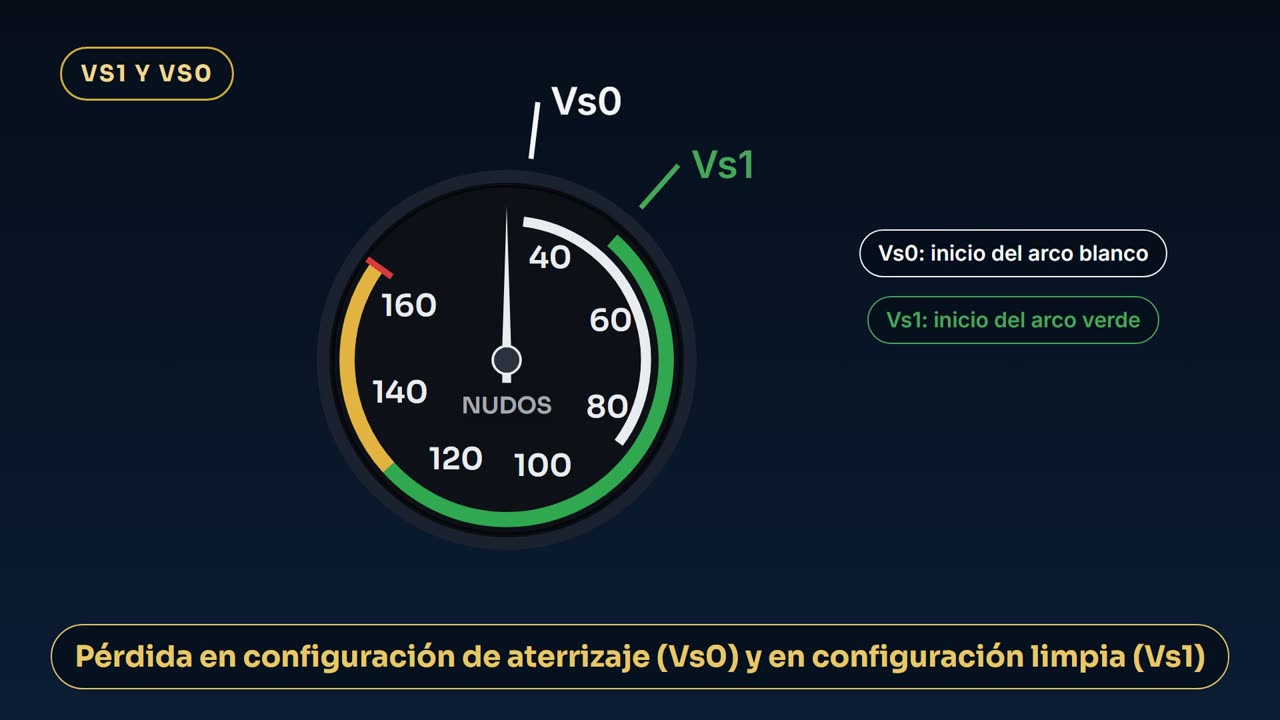 VS1 Y VS0
Vs0
Vs1
40
60
80
100
120
140
160
NUDOS
Vs0: inicio del arco blanco
Vs1: inicio del arco verde
Pérdida en configuración de aterrizaje (Vs0) y en configuración limpia (Vs1)